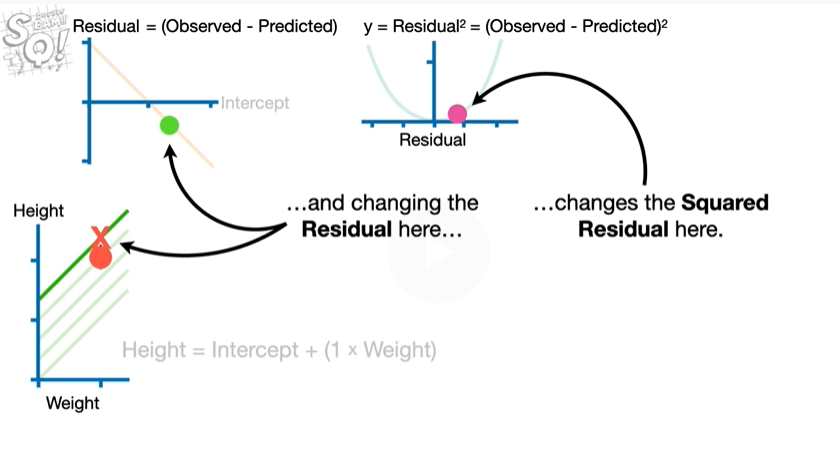 StatQuest!
Residual = (Observed - Predicted)
y = Residual² = (Observed - Predicted)²
Intercept
Residual
Height
...and changing the
Residual here...
...changes the Squared
Residual here.
X
Height = Intercept + (1 × Weight)
Weight